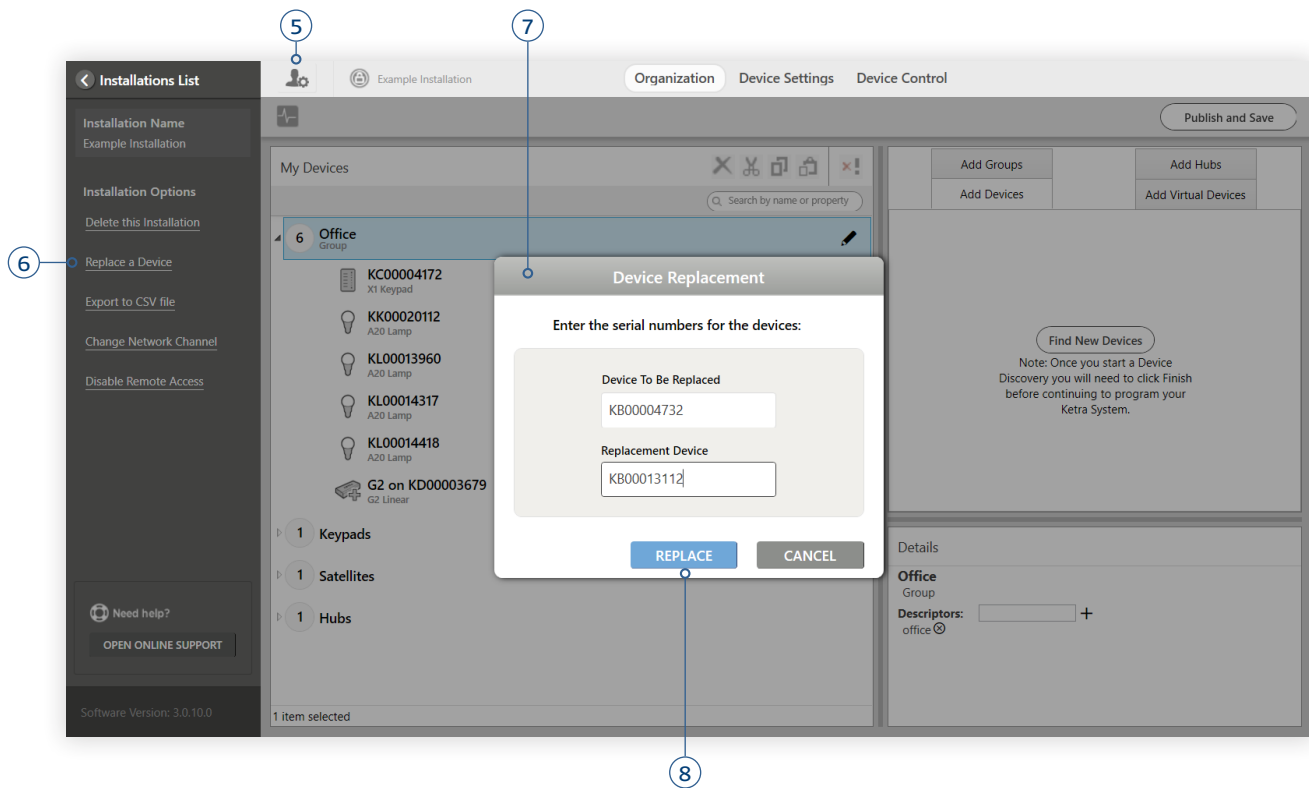 5
7
Installations List
Example Installation
Organization
Device Settings
Device Control
Installation Name
Example Installation
Publish and Save
Installation Options
Delete this Installation
6
Replace a Device
Export to CSV file
Change Network Channel
Disable Remote Access
Need help?
OPEN ONLINE SUPPORT
Software Version: 3.0.10.0
My Devices
Search by name or property
6 Office
Group
KC00004172
X1 Keypad
KK00020112
A20 Lamp
KL00013960
A20 Lamp
KL00014317
A20 Lamp
KL00014418
A20 Lamp
G2 on KD00003679
G2 Linear
1 Keypads
1 Satellites
1 Hubs
1 item selected
Device Replacement
Enter the serial numbers for the devices:
Device To Be Replaced
KB00004732
Replacement Device
KB00013112
REPLACE
CANCEL
8
Add Groups
Add Hubs
Add Devices
Add Virtual Devices
Find New Devices
Note: Once you start a Device
Discovery you will need to click Finish
before continuing to program your
Ketra System.
Details
Office
Group
Descriptors:
office